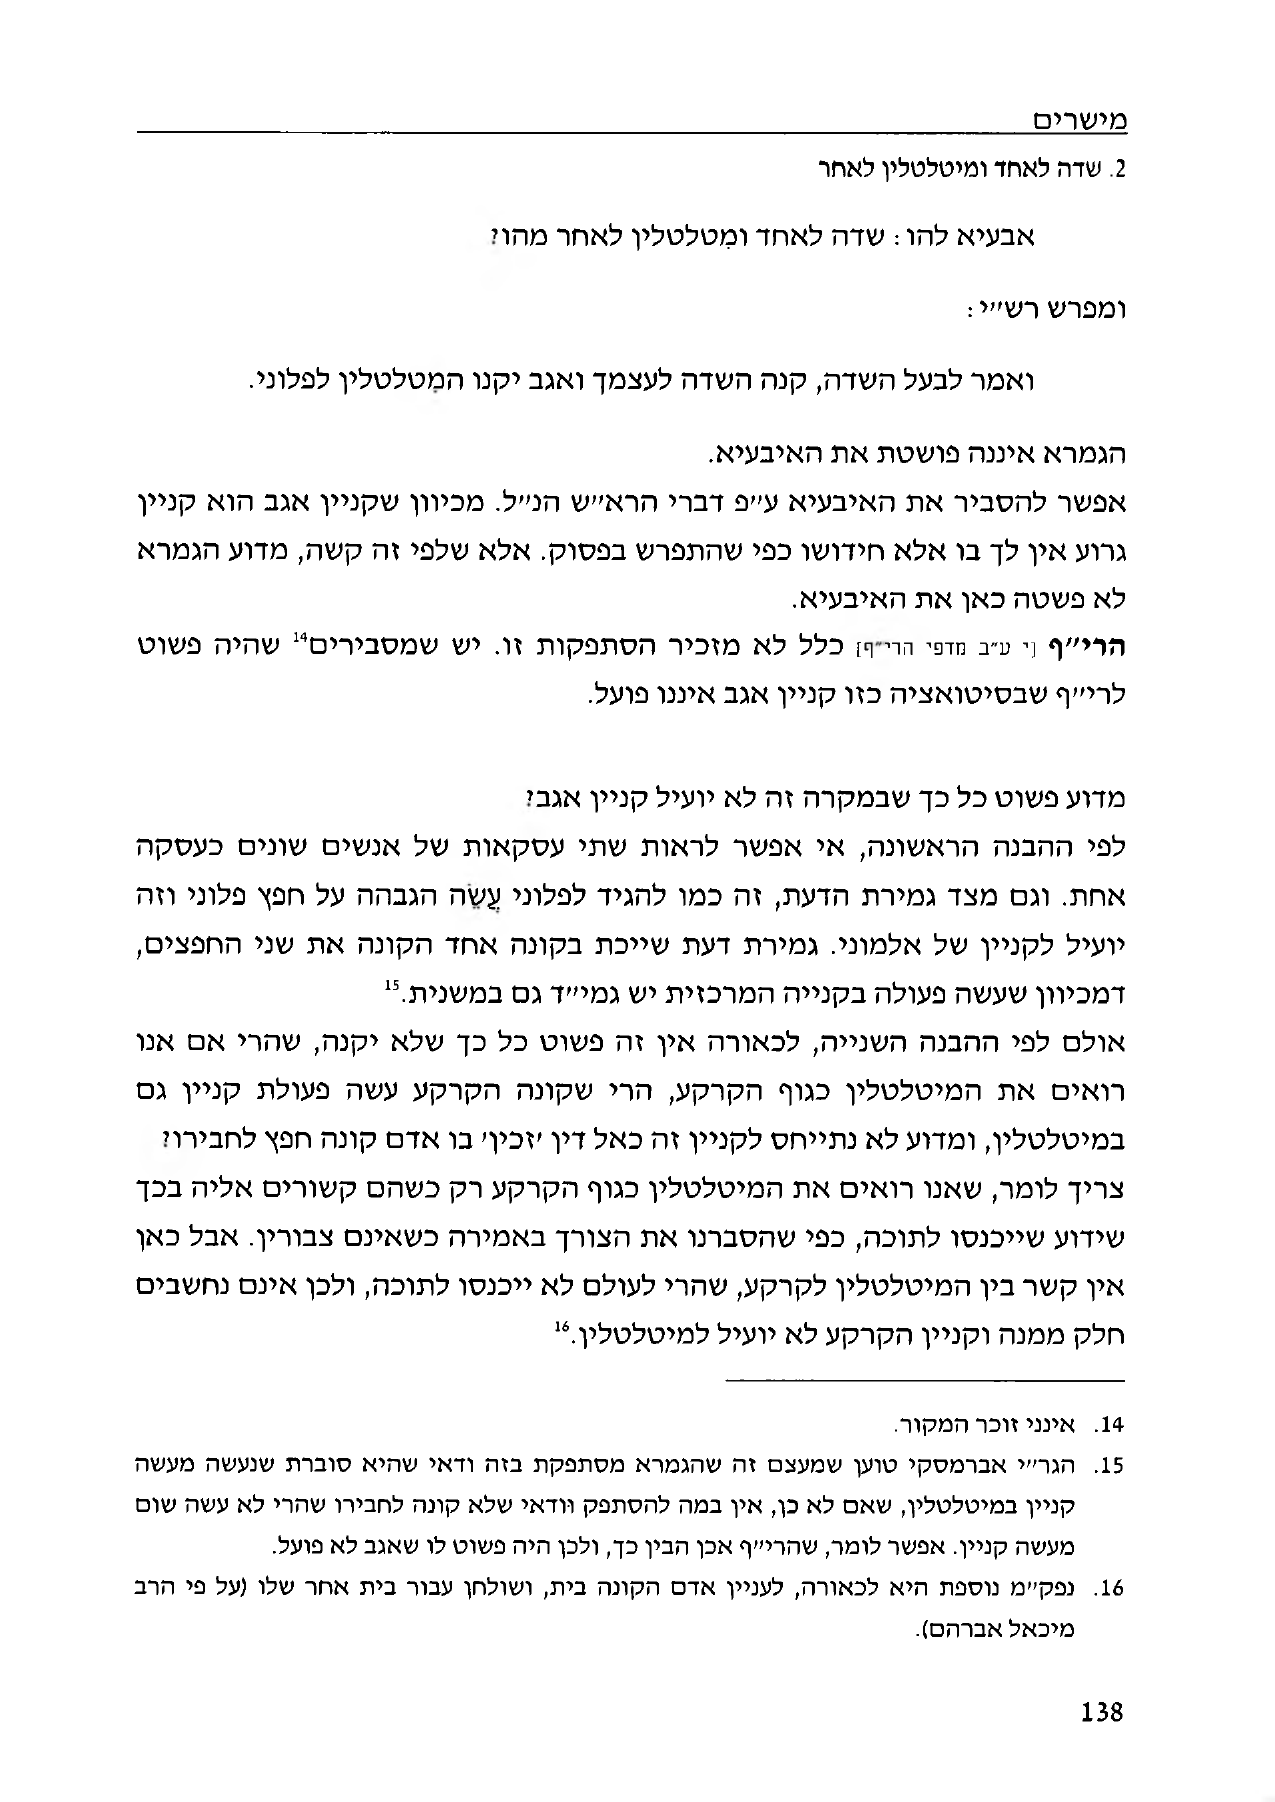 מישרים
2. שדה לאחד ומיטלטלין לאחר
אבעיא להו: שדה לאחד ומִטלטלין לאחר מהו?
ומפרש רש״י:
ואמר לבעל השדה, קנה השדה לעצמך ואגב יקנו המִטלטלין לפלוני.
הגמרא איננה פושטת את האיבעיא.
אפשר להסביר את האיבעיא ע״פ דברי הרא״ש הנ״ל. מכיוון שקניין אגב הוא קניין
גרוע אין לך בו אלא חידושו כפי שהתפרש בפסוק. אלא שלפי זה קשה, מדוע הגמרא
לא פשטה כאן את האיבעיא.
הרי״ף [י ע״ב מדפי הרי״ף] כלל לא מזכיר הסתפקות זו. יש שמסבירים14 שהיה פשוט
לרי״ף שבסיטואציה כזו קניין אגב איננו פועל.
מדוע פשוט כל כך שבמקרה זה לא יועיל קניין אגב?
לפי ההבנה הראשונה, אי אפשר לראות שתי עסקאות של אנשים שונים כעסקה
אחת. וגם מצד גמירת הדעת, זה כמו להגיד לפלוני עֲשֵׂה הגבהה על חפץ פלוני וזה
יועיל לקניין של אלמוני. גמירת דעת שייכת בקונה אחד הקונה את שני החפצים,
דמכיוון שעשה פעולה בקנייה המרכזית יש גמי״ד גם במשנית.15
אולם לפי ההבנה השנייה, לכאורה אין זה פשוט כל כך שלא יקנה, שהרי אם אנו
רואים את המיטלטלין כגוף הקרקע, הרי שקונה הקרקע עשה פעולת קניין גם
במיטלטלין, ומדוע לא נתייחס לקניין זה כאל דין 'זכין' בו אדם קונה חפץ לחבירו?
צריך לומר, שאנו רואים את המיטלטלין כגוף הקרקע רק כשהם קשורים אליה בכך
שידוע שייכנסו לתוכה, כפי שהסברנו את הצורך באמירה כשאינם צבורין. אבל כאן
אין קשר בין המיטלטלין לקרקע, שהרי לעולם לא ייכנסו לתוכה, ולכן אינם נחשבים
חלק ממנה וקניין הקרקע לא יועיל למיטלטלין.16
14. אינני זוכר המקור.
15. הגר״י אברמסקי טוען שמעצם זה שהגמרא מסתפקת בזה ודאי שהיא סוברת שנעשה מעשה
קניין במיטלטלין, שאם לא כן, אין במה להסתפק וודאי שלא קונה לחבירו שהרי לא עשה שום
מעשה קניין. אפשר לומר, שהרי״ף אכן הבין כך, ולכן היה פשוט לו שאגב לא פועל.
16. נפק״מ נוספת היא לכאורה, לעניין אדם הקונה בית, ושולחן עבור בית אחר שלו (על פי הרב
מיכאל אברהם).
138